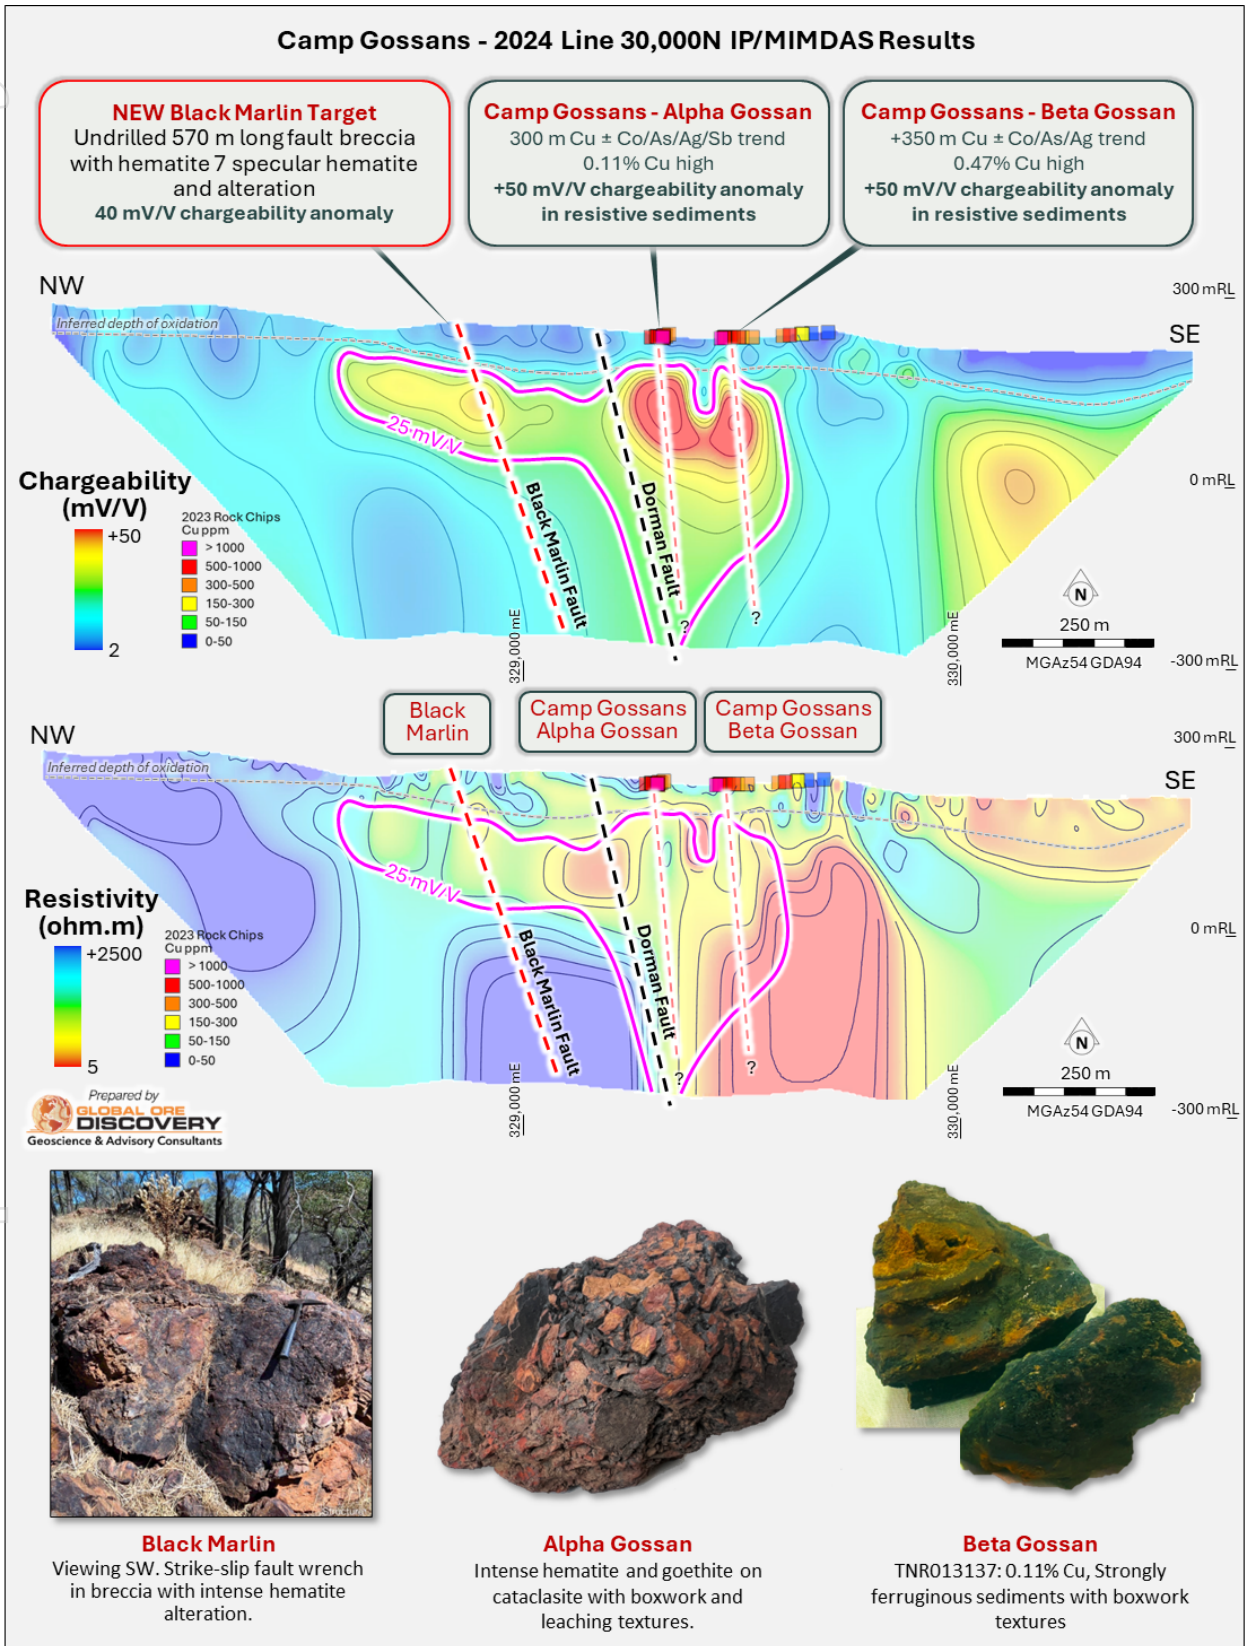 Camp Gossans - 2024 Line 30,000N IP/MIMDAS Results
NEW Black Marlin Target
Undrilled 570 m long fault breccia
with hematite 7 specular hematite
and alteration
40 mV/V chargeability anomaly
Camp Gossans - Alpha Gossan
300 m Cu ± Co/As/Ag/Sb trend
0.11% Cu high
+50 mV/V chargeability anomaly
in resistive sediments
Camp Gossans - Beta Gossan
+350 m Cu ± Co/As/Ag trend
0.47% Cu high
+50 mV/V chargeability anomaly
in resistive sediments
NW
300 mRL
SE
Inferred depth of oxidation
25 mV/V
Chargeability
(mV/V)
+50
2
2023 Rock Chips
Cu ppm
> 1000
500-1000
300-500
150-300
50-150
0-50
Black Marlin Fault
Dorman Fault
?
?
0 mRL
329,000 mE
330,000 mE
N
250 m
MGAz54 GDA94
-300 mRL
Black
Marlin
Camp Gossans
Alpha Gossan
Camp Gossans
Beta Gossan
NW
300 mRL
SE
Inferred depth of oxidation
25 mV/V
Resistivity
(ohm.m)
+2500
5
2023 Rock Chips
Cu ppm
> 1000
500-1000
300-500
150-300
50-150
0-50
Black Marlin Fault
Dorman Fault
?
?
0 mRL
329,000 mE
330,000 mE
N
250 m
MGAz54 GDA94
-300 mRL
Prepared by
GLOBAL ORE
DISCOVERY
Geoscience & Advisory Consultants
Black Marlin
Viewing SW. Strike-slip fault wrench
in breccia with intense hematite
alteration.
Alpha Gossan
Intense hematite and goethite on
cataclasite with boxwork and
leaching textures.
Beta Gossan
TNR013137: 0.11% Cu, Strongly
ferruginous sediments with boxwork
textures